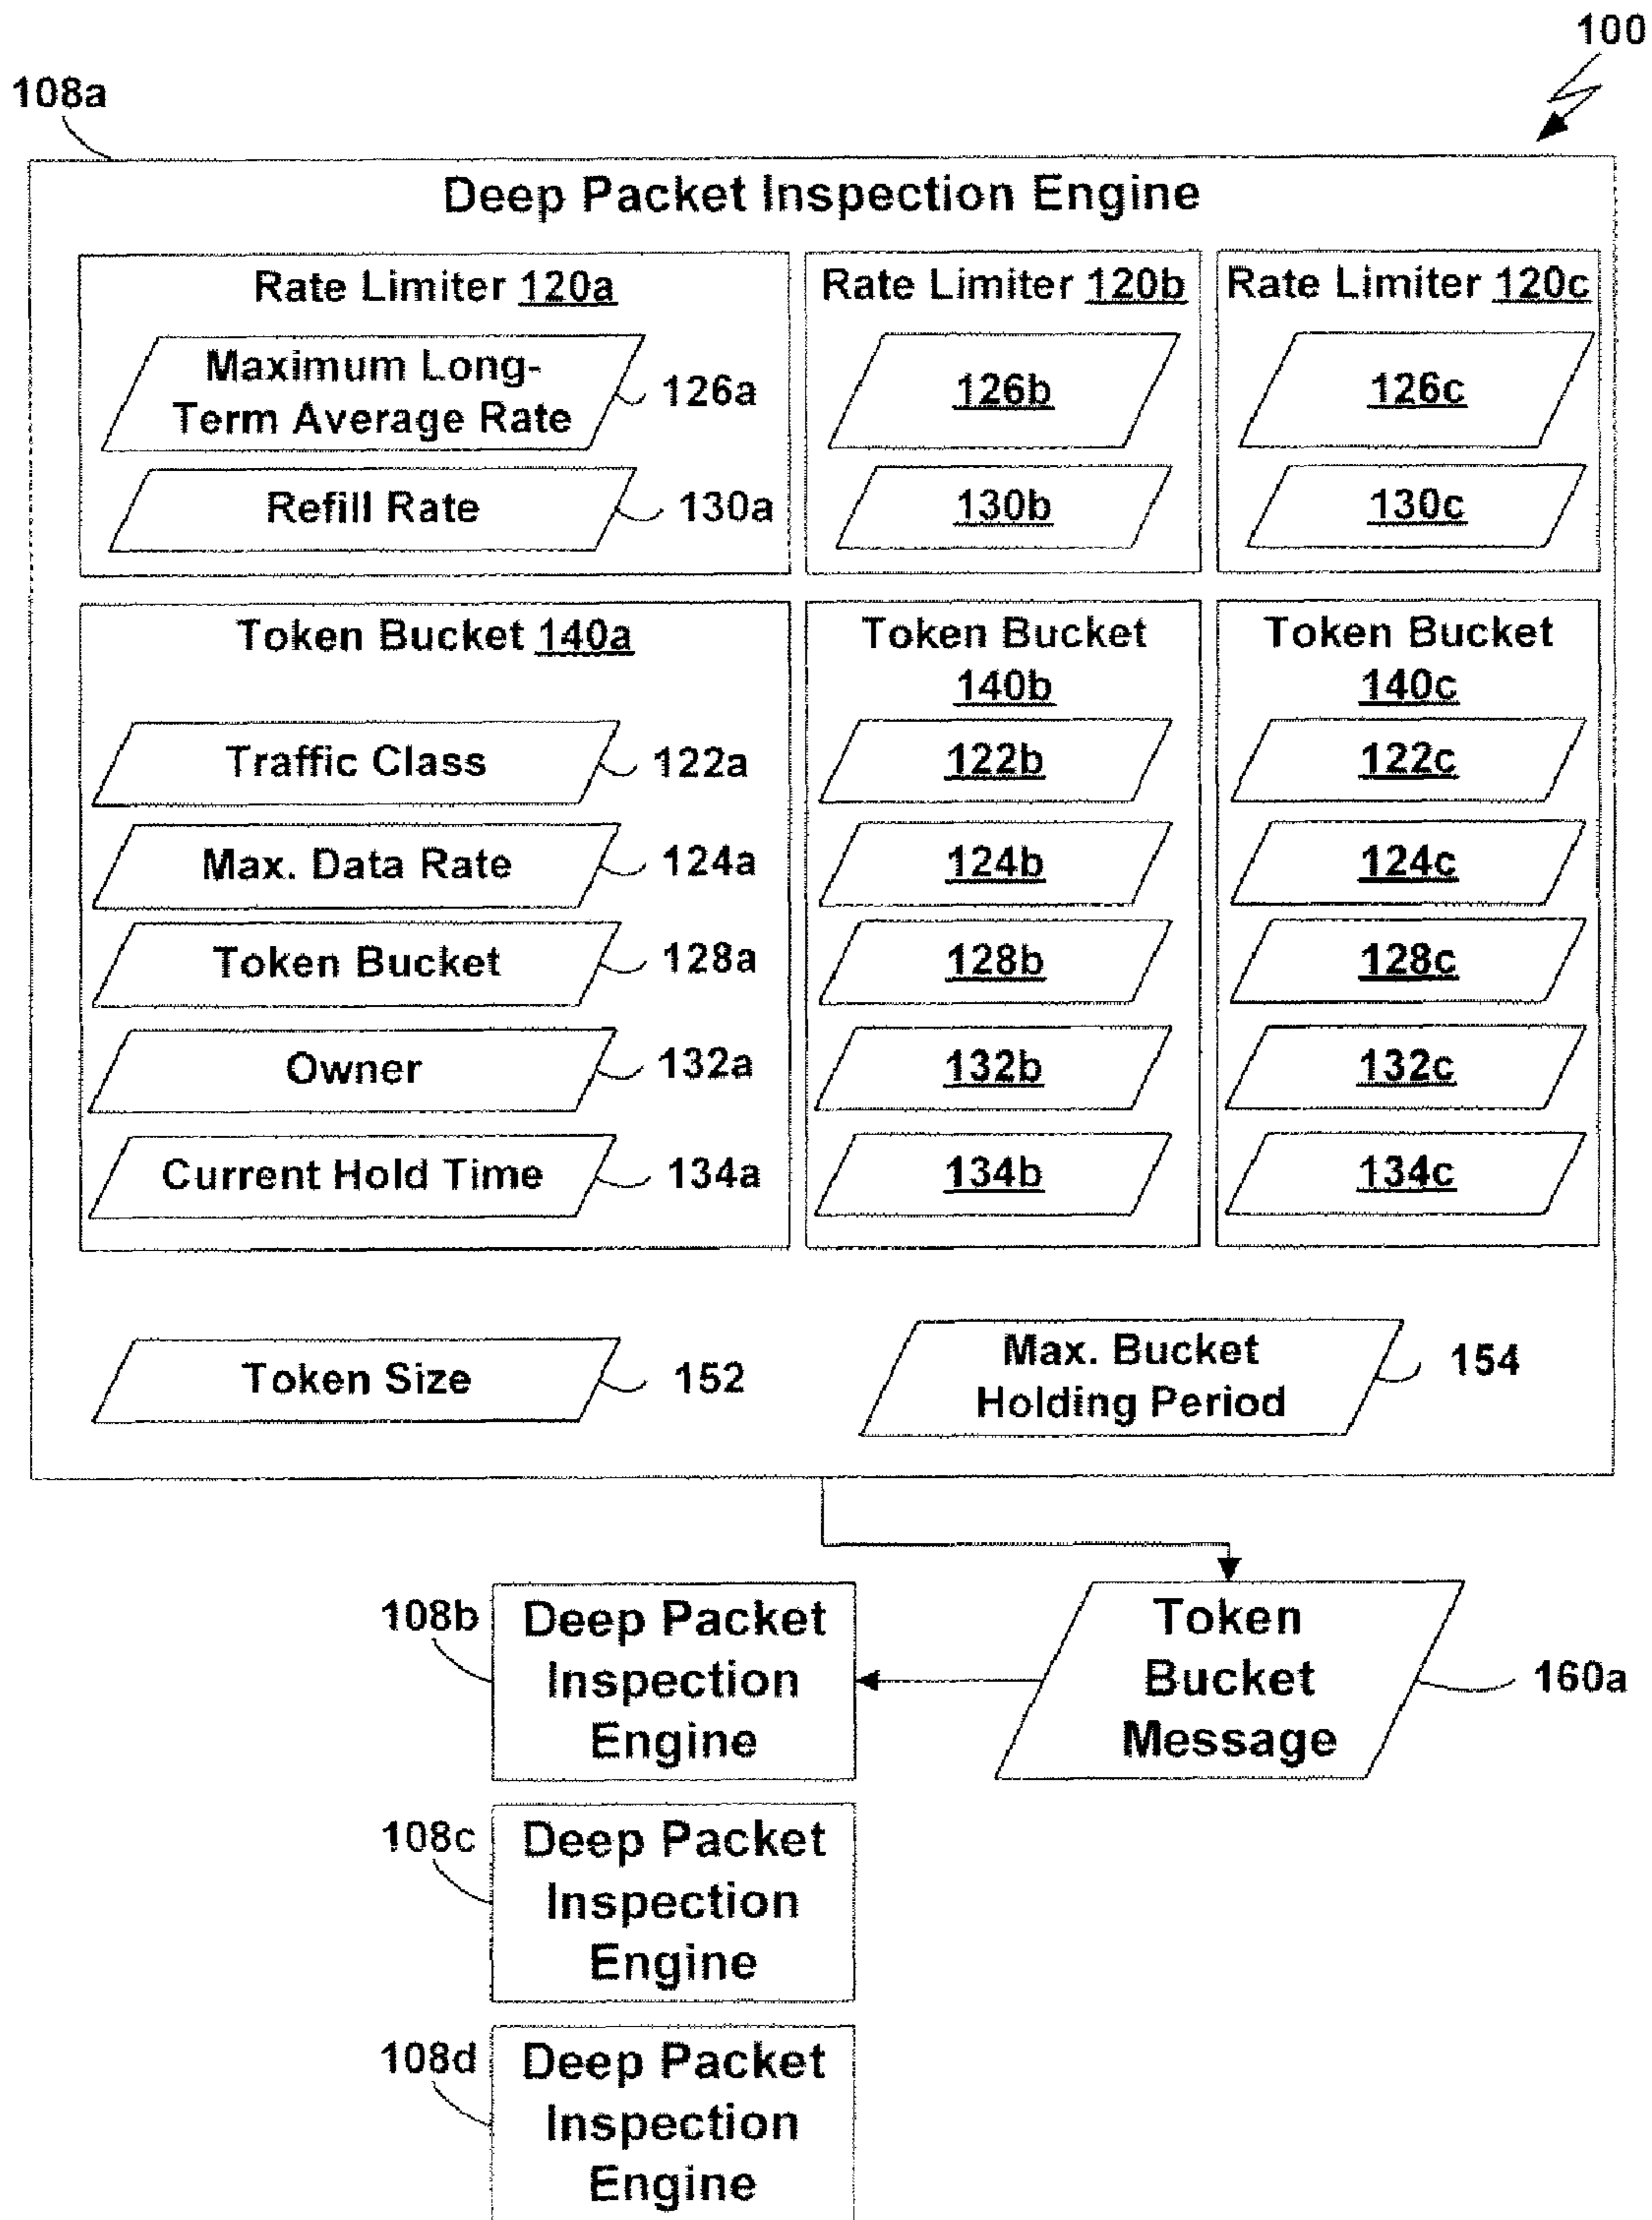 100
108a
Deep Packet Inspection Engine
Rate Limiter 120a
Maximum Long-
Term Average Rate
126a
Refill Rate
130a
Rate Limiter 120b
126b
130b
Rate Limiter 120c
126c
130c
Token Bucket 140a
Traffic Class
122a
Max. Data Rate
124a
Token Bucket
128a
Owner
132a
Current Hold Time
134a
Token Bucket
140b
122b
124b
128b
132b
134b
Token Bucket
140c
122c
124c
128c
132c
134c
Token Size
152
Max. Bucket
Holding Period
154
108b
Deep Packet
Inspection
Engine
Token
Bucket
Message
160a
108c
Deep Packet
Inspection
Engine
108d
Deep Packet
Inspection
Engine